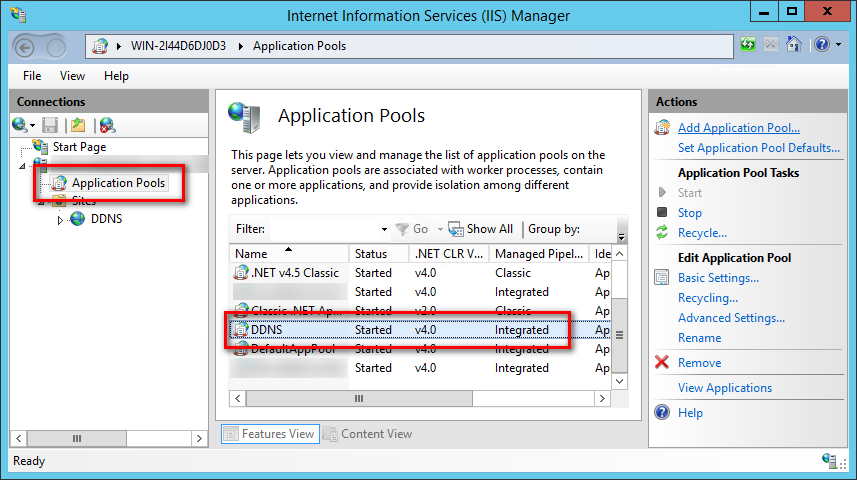 Internet Information Services (IIS) Manager
WIN-2I44D6DJ0D3 Application Pools
File View Help
Connections
Start Page
Application Pools
Sites
DDNS
Application Pools
This page lets you view and manage the list of application pools on the
server. Application pools are associated with worker processes, contain
one or more applications, and provide isolation among different
applications.
Filter: Go Show All Group by:
Name Status .NET CLR V... Managed Pipel... Ide
.NET v4.5 Classic Started v4.0 Classic Ap
Started v4.0 Integrated Ap
Classic .NET Ap... Started v2.0 Classic Ap
DDNS Started v4.0 Integrated Ap
DefaultAppPool Started v4.0 Integrated Ap
Started v4.0 Integrated Ap
Features View Content View
Actions
Add Application Pool...
Set Application Pool Defaults...
Application Pool Tasks
Start
Stop
Recycle...
Edit Application Pool
Basic Settings...
Recycling...
Advanced Settings...
Rename
Remove
View Applications
Help
Ready